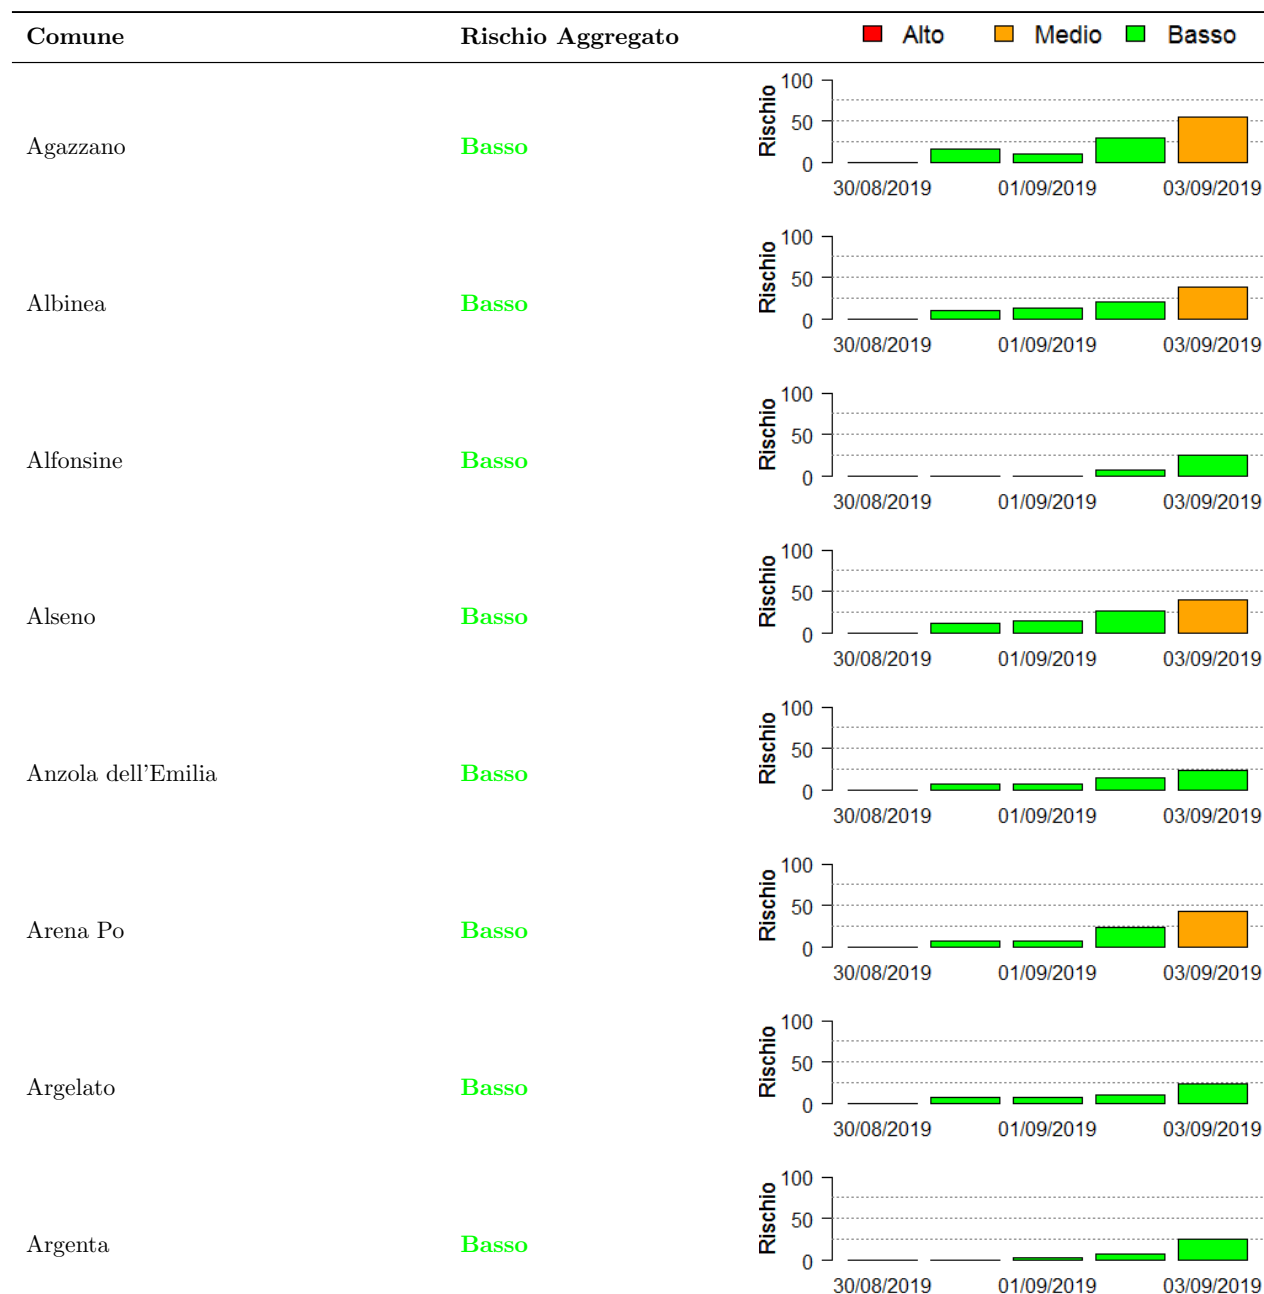 Comune Rischio Aggregato Alto Medio Basso
Agazzano Basso Rischio 100 50 0
30/08/2019 01/09/2019 03/09/2019
Albinea Basso Rischio 100 50 0
30/08/2019 01/09/2019 03/09/2019
Alfonsine Basso Rischio 100 50 0
30/08/2019 01/09/2019 03/09/2019
Alseno Basso Rischio 100 50 0
30/08/2019 01/09/2019 03/09/2019
Anzola dell'Emilia Basso Rischio 100 50 0
30/08/2019 01/09/2019 03/09/2019
Arena Po Basso Rischio 100 50 0
30/08/2019 01/09/2019 03/09/2019
Argelato Basso Rischio 100 50 0
30/08/2019 01/09/2019 03/09/2019
Argenta Basso Rischio 100 50 0
30/08/2019 01/09/2019 03/09/2019